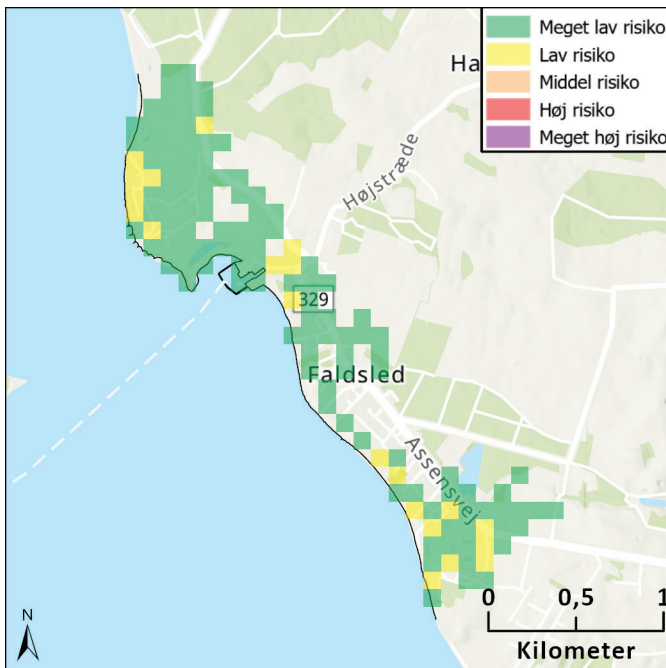 Meget lav risiko
Lav risiko
Middel risiko
Høj risiko
Meget høj risiko
Ha
Højstræde
329
Faldsled
Assensvej
N
0 0,5 1
Kilometer